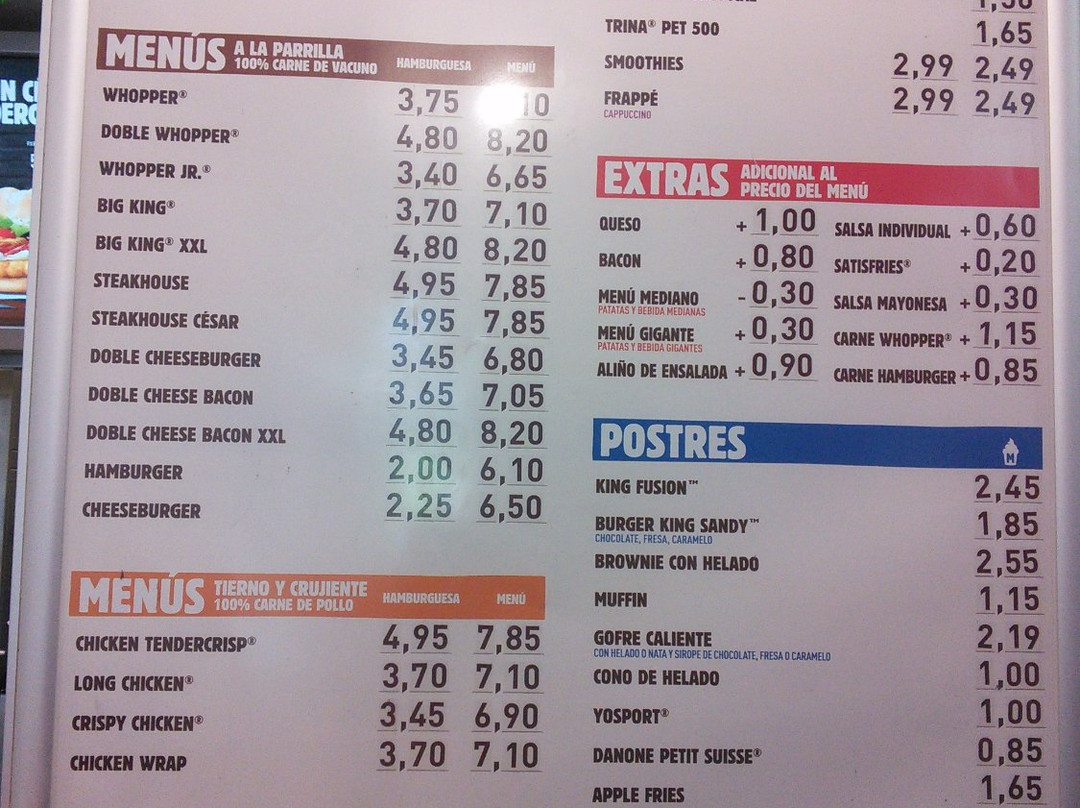 MENÚS A LA PARRILLA
100% CARNE DE VACUNO HAMBURGUESA MENÚ
WHOPPER® 3,75 10
DOBLE WHOPPER® 4,80 8,20
WHOPPER JR.® 3,40 6,65
BIG KING® 3,70 7,10
BIG KING® XXL 4,80 8,20
STEAKHOUSE 4,95 7,85
STEAKHOUSE CÉSAR 4,95 7,85
DOBLE CHEESEBURGER 3,45 6,80
DOBLE CHEESE BACON 3,65 7,05
DOBLE CHEESE BACON XXL 4,80 8,20
HAMBURGER 2,00 6,10
CHEESEBURGER 2,25 6,50
MENÚS TIERNO Y CRUJIENTE
100% CARNE DE POLLO HAMBURGUESA MENÚ
CHICKEN TENDERCRISP® 4,95 7,85
LONG CHICKEN® 3,70 7,10
CRISPY CHICKEN® 3,45 6,90
CHICKEN WRAP 3,70 7,10
TRINA® PET 500 1,65
SMOOTHIES 2,99 2,49
FRAPPÉ 2,99 2,49
CAPPUCCINO
EXTRAS ADICIONAL AL
PRECIO DEL MENÚ
QUESO +1,00 SALSA INDIVIDUAL +0,60
BACON +0,80 SATISFRIES® +0,20
MENÚ MEDIANO -0,30 SALSA MAYONESA +0,30
PATATAS Y BEBIDA MEDIANAS
MENÚ GIGANTE +0,30 CARNE WHOPPER® +1,15
PATATAS Y BEBIDA GIGANTES
ALIÑO DE ENSALADA +0,90 CARNE HAMBURGER +0,85
POSTRES
KING FUSION™ 2,45
BURGER KING SANDY™ 1,85
CHOCOLATE, FRESA, CARAMELO
BROWNIE CON HELADO 2,55
MUFFIN 1,15
GOFRE CALIENTE 2,19
CON HELADO O NATA Y SIROPE DE CHOCOLATE, FRESA O CARAMELO
CONO DE HELADO 1,00
YOSPORT® 1,00
DANONE PETIT SUISSE® 0,85
APPLE FRIES 1,65